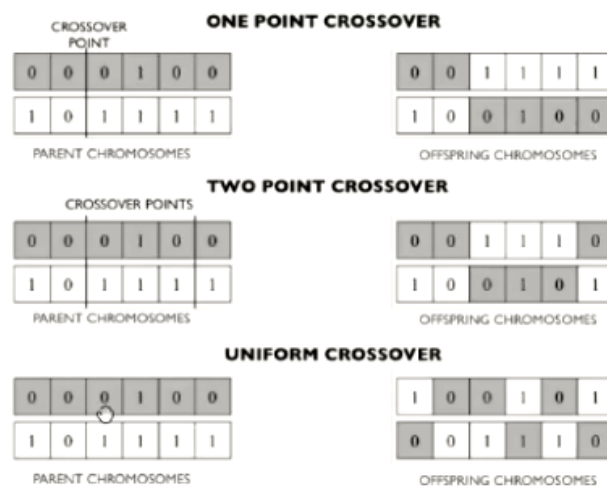 ONE POINT CROSSOVER
CROSSOVER
POINT
0 0 0 1 0 0
0 0 1 1 1 1
1 0 1 1 1 1
1 0 0 1 0 0
PARENT CHROMOSOMES
OFFSPRING CHROMOSOMES
TWO POINT CROSSOVER
CROSSOVER POINTS
0 0 0 1 0 0
0 0 1 1 1 0
1 0 1 1 1 1
1 0 0 1 0 1
PARENT CHROMOSOMES
OFFSPRING CHROMOSOMES
UNIFORM CROSSOVER
0 0 0 1 0 0
1 0 0 1 0 1
1 0 1 1 1 1
0 0 1 1 1 0
PARENT CHROMOSOMES
OFFSPRING CHROMOSOMES